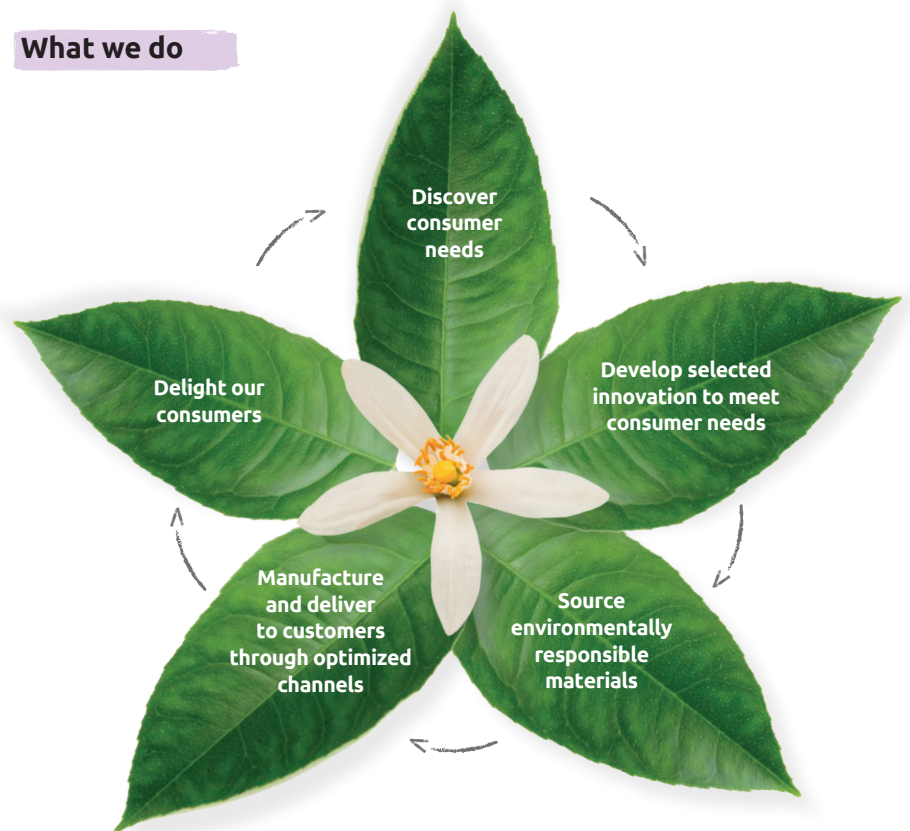 What we do
Discover
consumer
needs
Develop selected
innovation to meet
consumer needs
Source
environmentally
responsible
materials
Manufacture
and deliver
to customers
through optimized
channels
Delight our
consumers